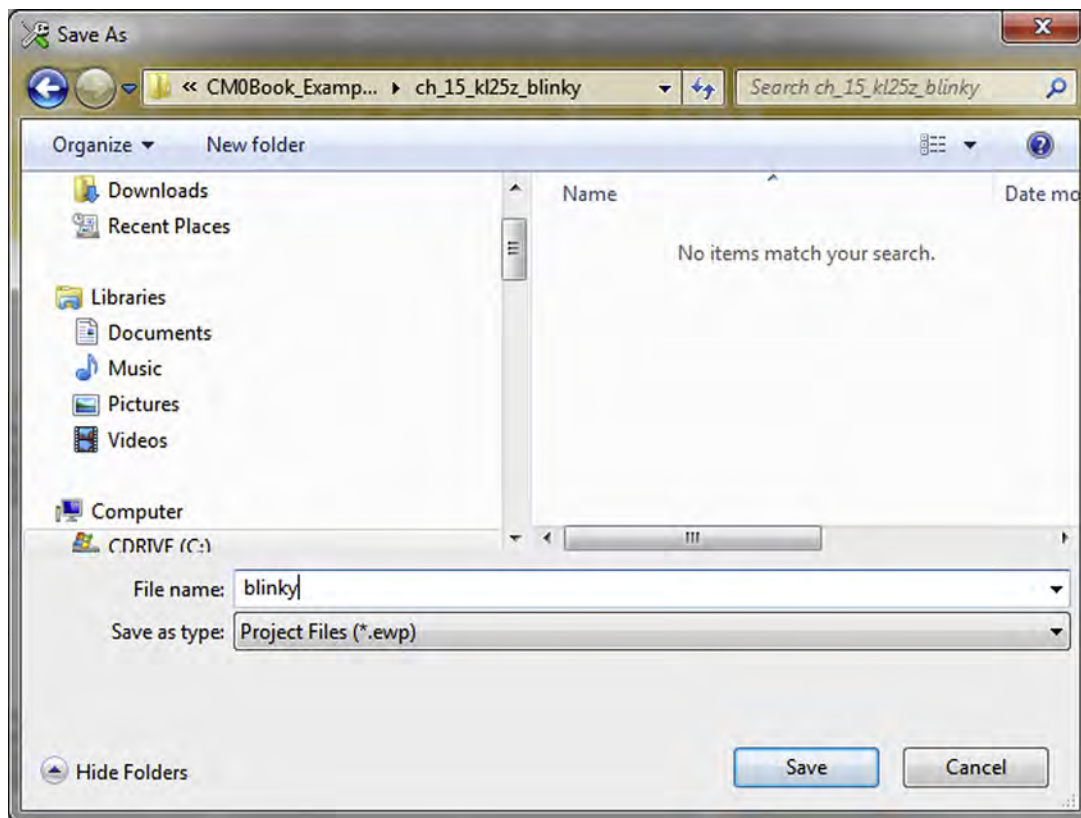 Save As
« CM0Book_Examp... ▸ ch_15_kl25z_blinky
Search ch_15_kl25z_blinky
Organize
New folder
Downloads
Recent Places
Libraries
Documents
Music
Pictures
Videos
Computer
CDRIVE (C:)
Name
Date mo
No items match your search.
File name: blinky
Save as type: Project Files (*.ewp)
Hide Folders
Save
Cancel